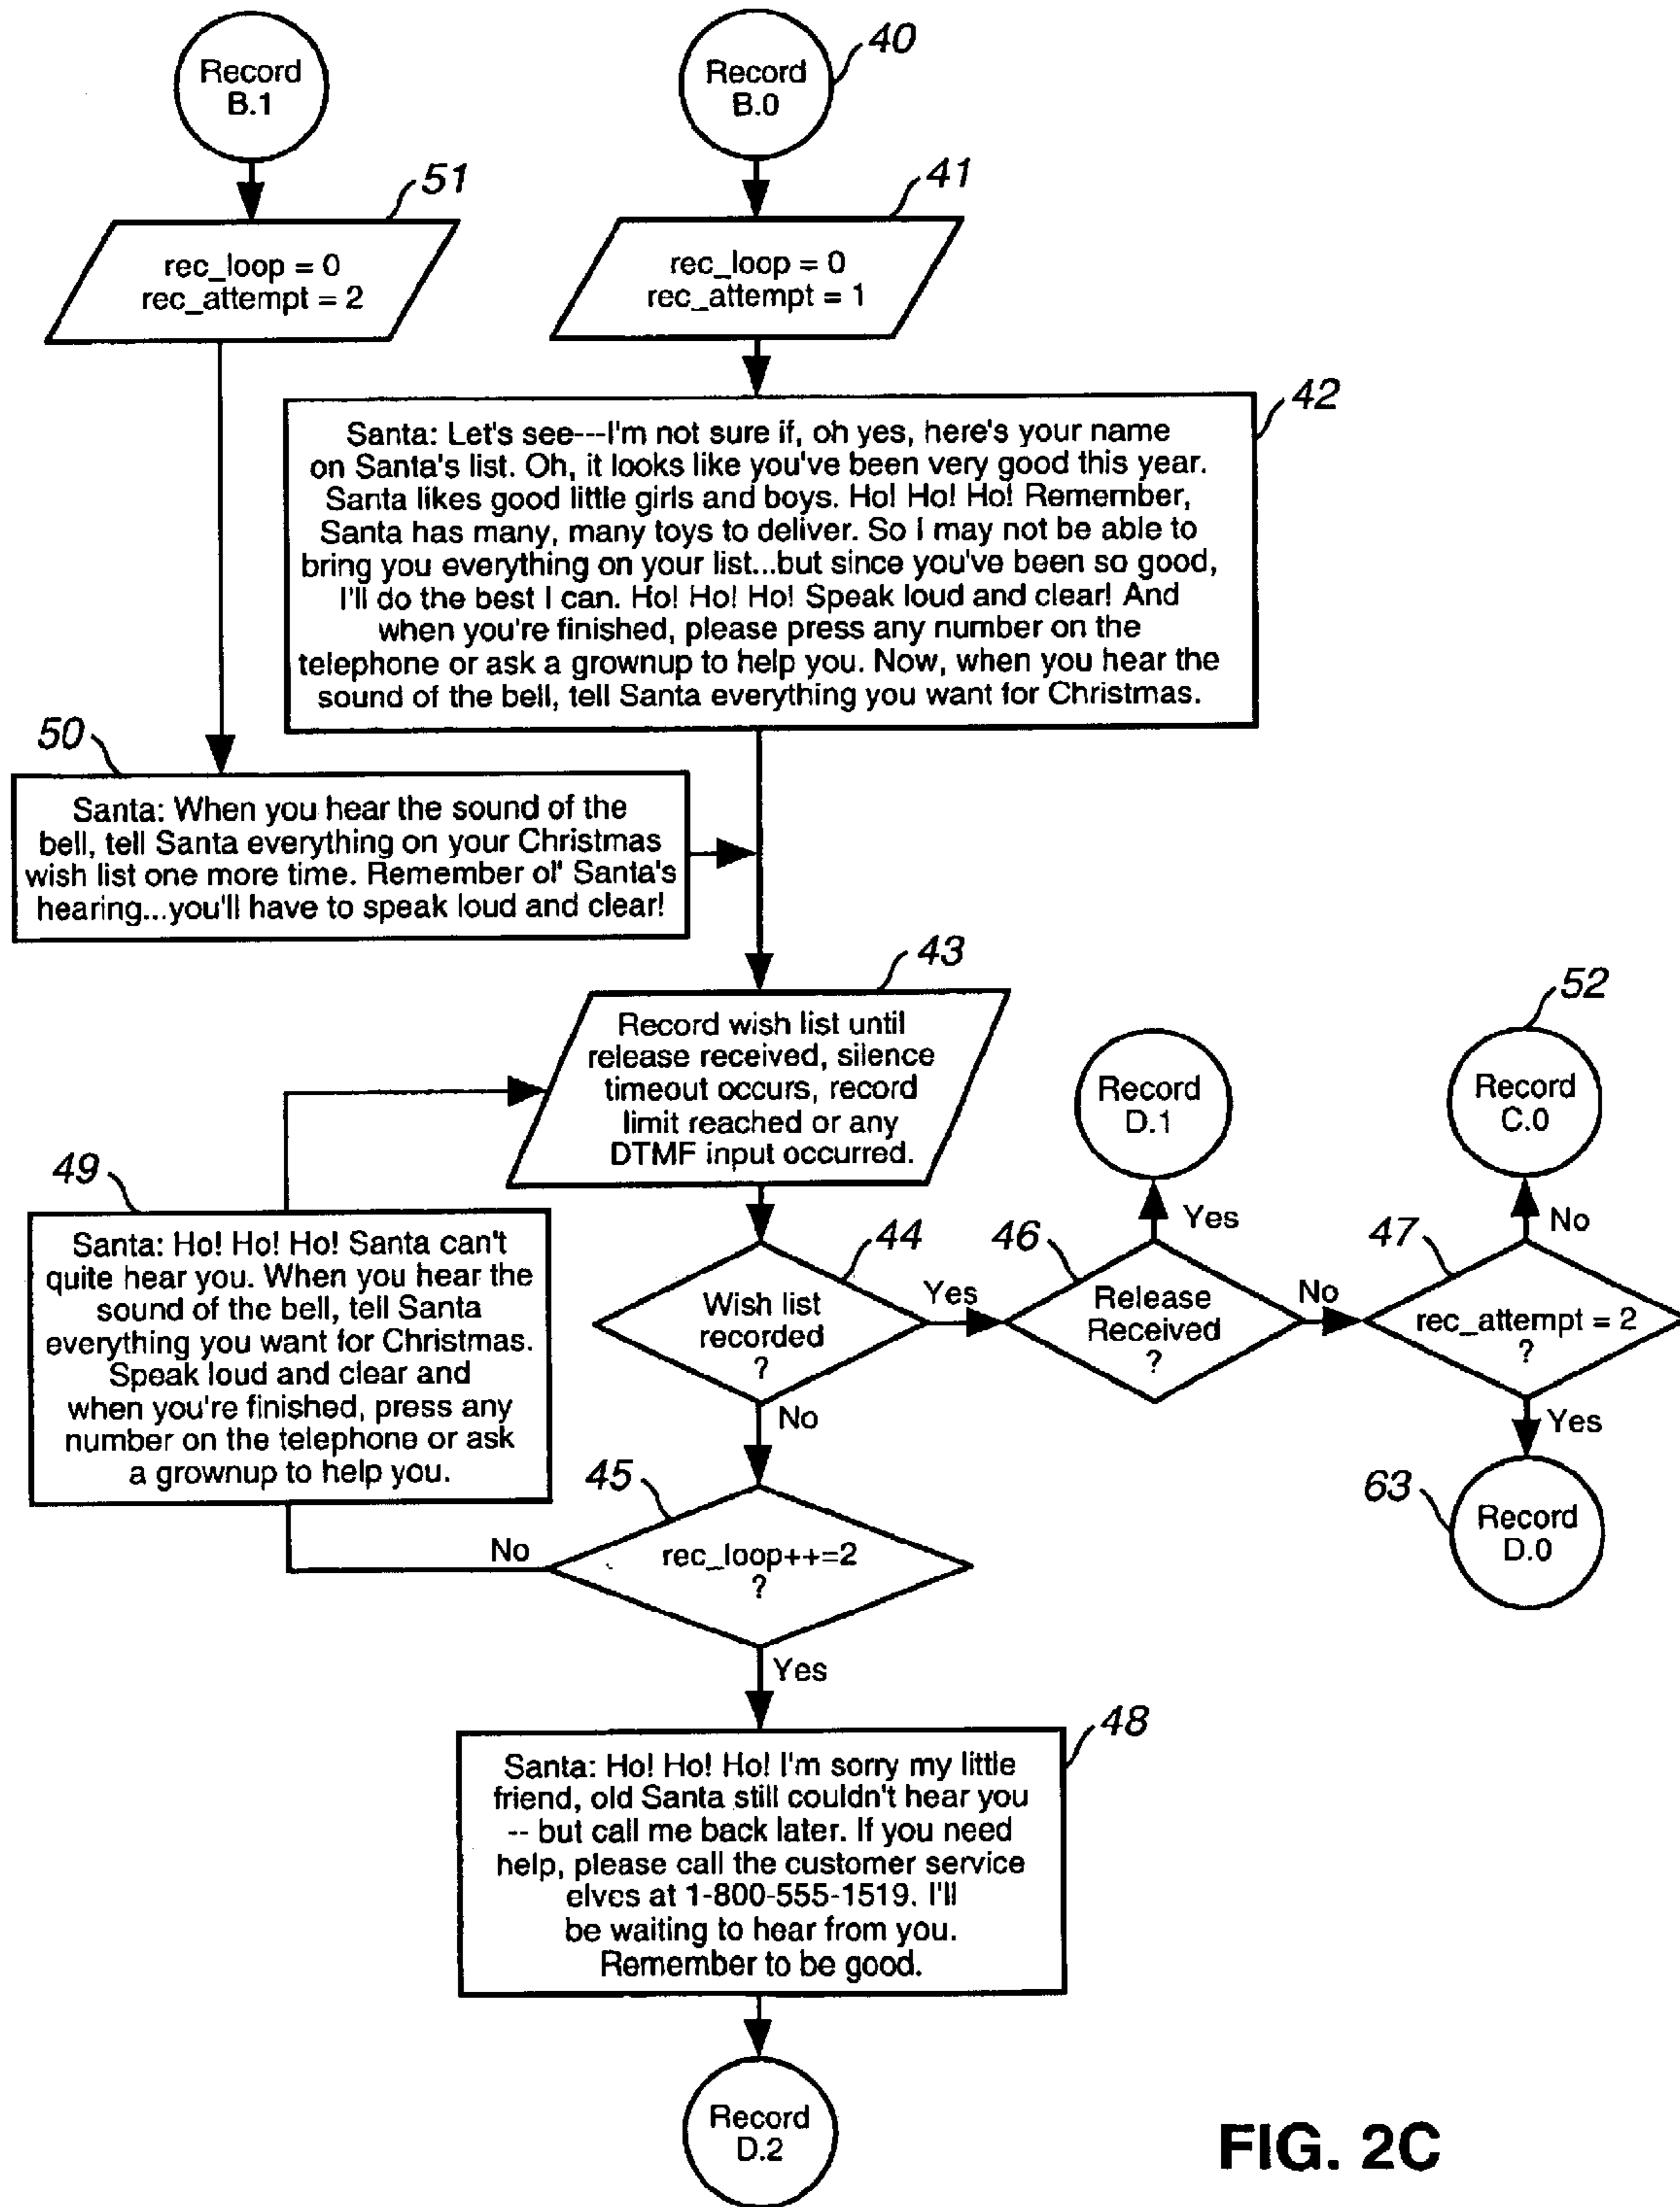 Record
B.1
Record
B.0
40
51
41
rec_loop = 0
rec_attempt = 2
rec_loop = 0
rec_attempt = 1
42
Santa: Let's see---I'm not sure if, oh yes, here's your name
on Santa's list. Oh, it looks like you've been very good this year.
Santa likes good little girls and boys. Ho! Ho! Ho! Remember,
Santa has many, many toys to deliver. So I may not be able to
bring you everything on your list...but since you've been so good,
I'll do the best I can. Ho! Ho! Ho! Speak loud and clear! And
when you're finished, please press any number on the
telephone or ask a grownup to help you. Now, when you hear the
sound of the bell, tell Santa everything you want for Christmas.
50
Santa: When you hear the sound of the
bell, tell Santa everything on your Christmas
wish list one more time. Remember ol' Santa's
hearing...you'll have to speak loud and clear!
43
Record wish list until
release received, silence
timeout occurs, record
limit reached or any
DTMF input occurred.
Record
D.1
52
Record
C.0
49
Santa: Ho! Ho! Ho! Santa can't
quite hear you. When you hear the
sound of the bell, tell Santa
everything you want for Christmas.
Speak loud and clear and
when you're finished, press any
number on the telephone or ask
a grownup to help you.
44
Wish list
recorded
?
Yes
No
46
Release
Received
?
Yes
No
47
rec_attempt = 2
?
No
Yes
63
Record
D.0
45
rec_loop++=2
?
No
Yes
48
Santa: Ho! Ho! Ho! I'm sorry my little
friend, old Santa still couldn't hear you
-- but call me back later. If you need
help, please call the customer service
elves at 1-800-555-1519. I'll
be waiting to hear from you.
Remember to be good.
Record
D.2
FIG. 2C